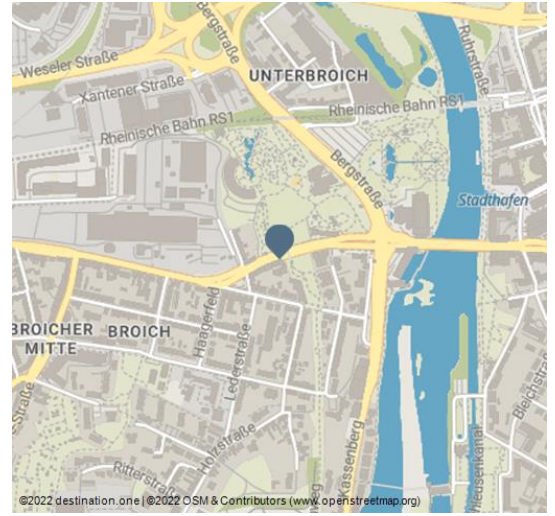 Weseler Straße
Xantener Straße
Bergstraße
UNTERBROICH
Ruhrstraße
Rheinische Bahn RS1
Rheinische Bahn RS1
Bergstraße
Stadthafen
BROICHER
MITTE
BROICH
Haagerfeld
Lederstraße
Holzstraße
Ritterstraße
Kassenberg
Bleichstraße
©2022 destination.one | ©2022 OSM & Contributors (www.openstreetmap.org)